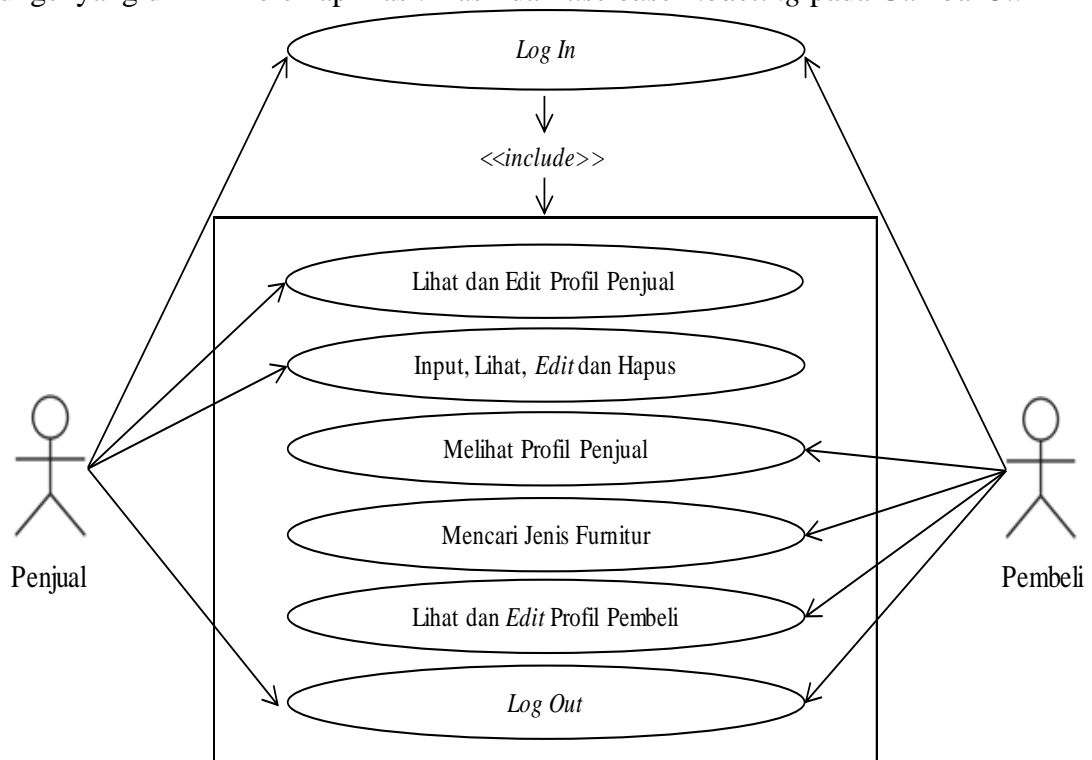 Log In
<<include>>
Lihat dan Edit Profil Penjual
Input, Lihat, Edit dan Hapus
Melihat Profil Penjual
Mencari Jenis Furnitur
Lihat dan Edit Profil Pembeli
Log Out
Penjual
Pembeli